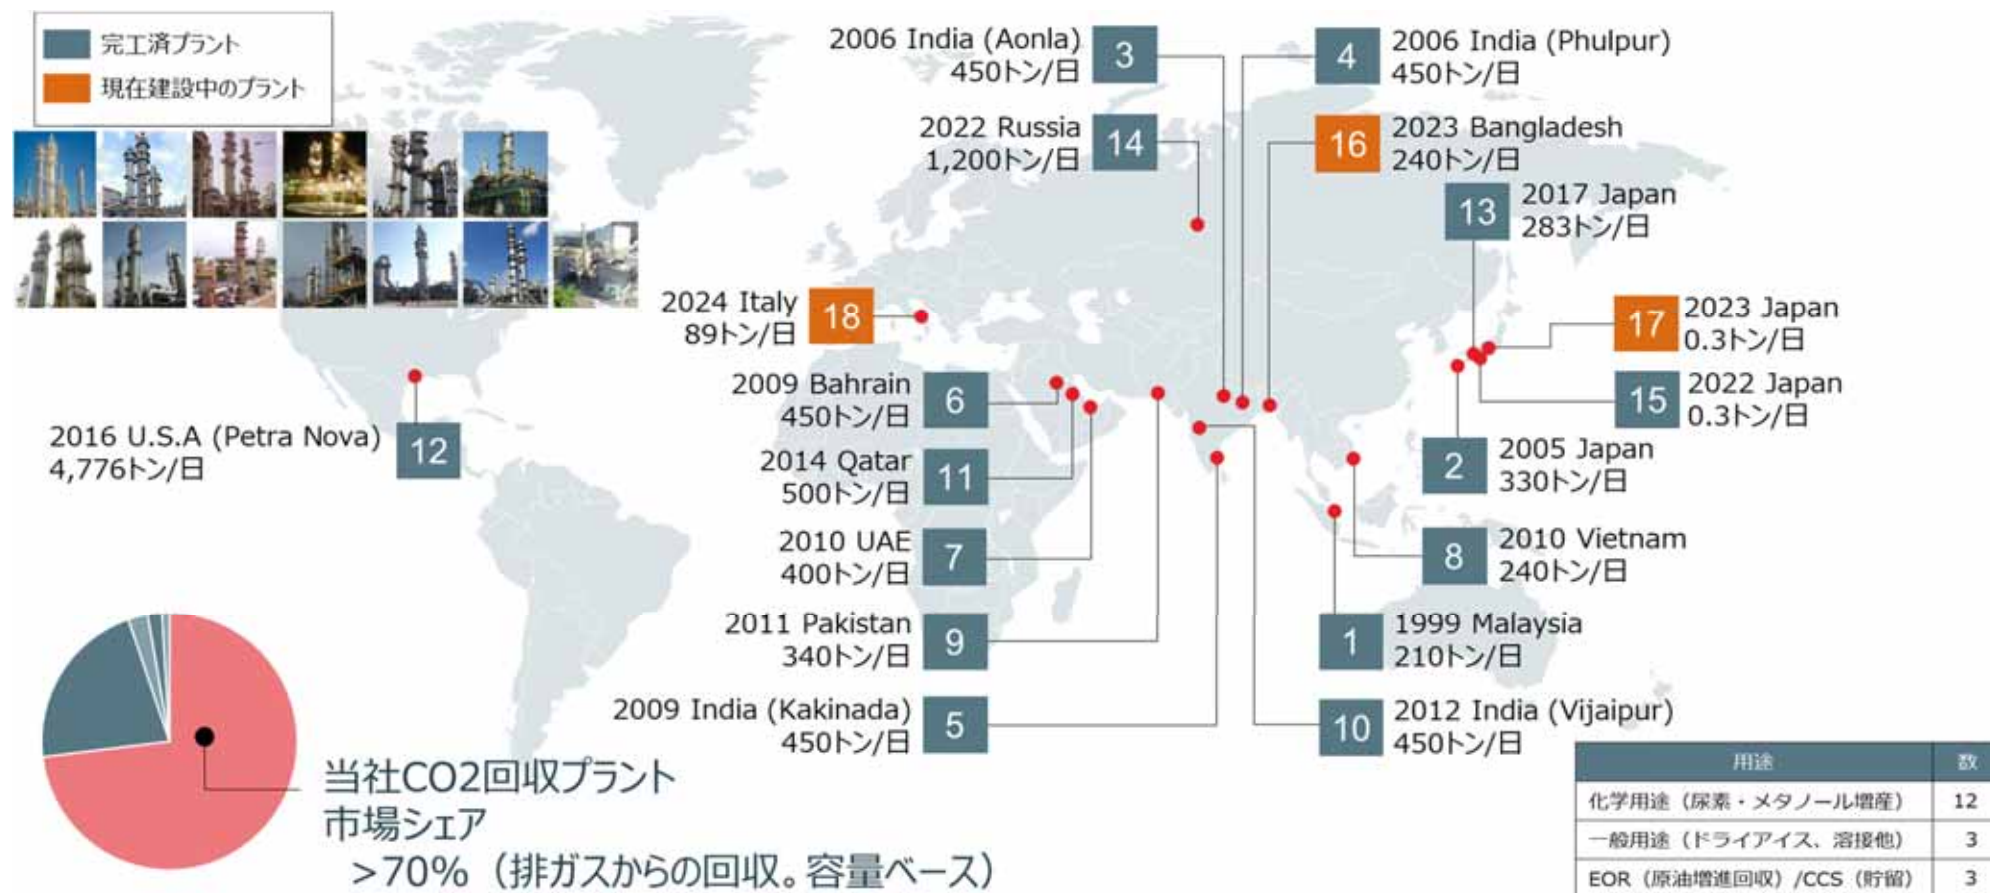 完工済プラント
現在建設中のプラント
2006 India (Aonla)
450トン/日
3
4
2006 India (Phulpur)
450トン/日
2022 Russia
1,200トン/日
14
16
2023 Bangladesh
240トン/日
13
2017 Japan
283トン/日
2024 Italy
89トン/日
18
17
2023 Japan
0.3トン/日
2009 Bahrain
450トン/日
6
15
2022 Japan
0.3トン/日
2016 U.S.A (Petra Nova)
4,776トン/日
12
2014 Qatar
500トン/日
11
2
2005 Japan
330トン/日
2010 UAE
400トン/日
7
8
2010 Vietnam
240トン/日
2011 Pakistan
340トン/日
9
1
1999 Malaysia
210トン/日
2009 India (Kakinada)
450トン/日
5
10
2012 India (Vijaipur)
450トン/日
当社CO2回収プラント
市場シェア
>70%（排ガスからの回収。容量ベース）
用途 数
化学用途（尿素・メタノール増産） 12
一般用途（ドライアイス、溶接他） 3
EOR（原油増進回収）/CCS（貯留） 3